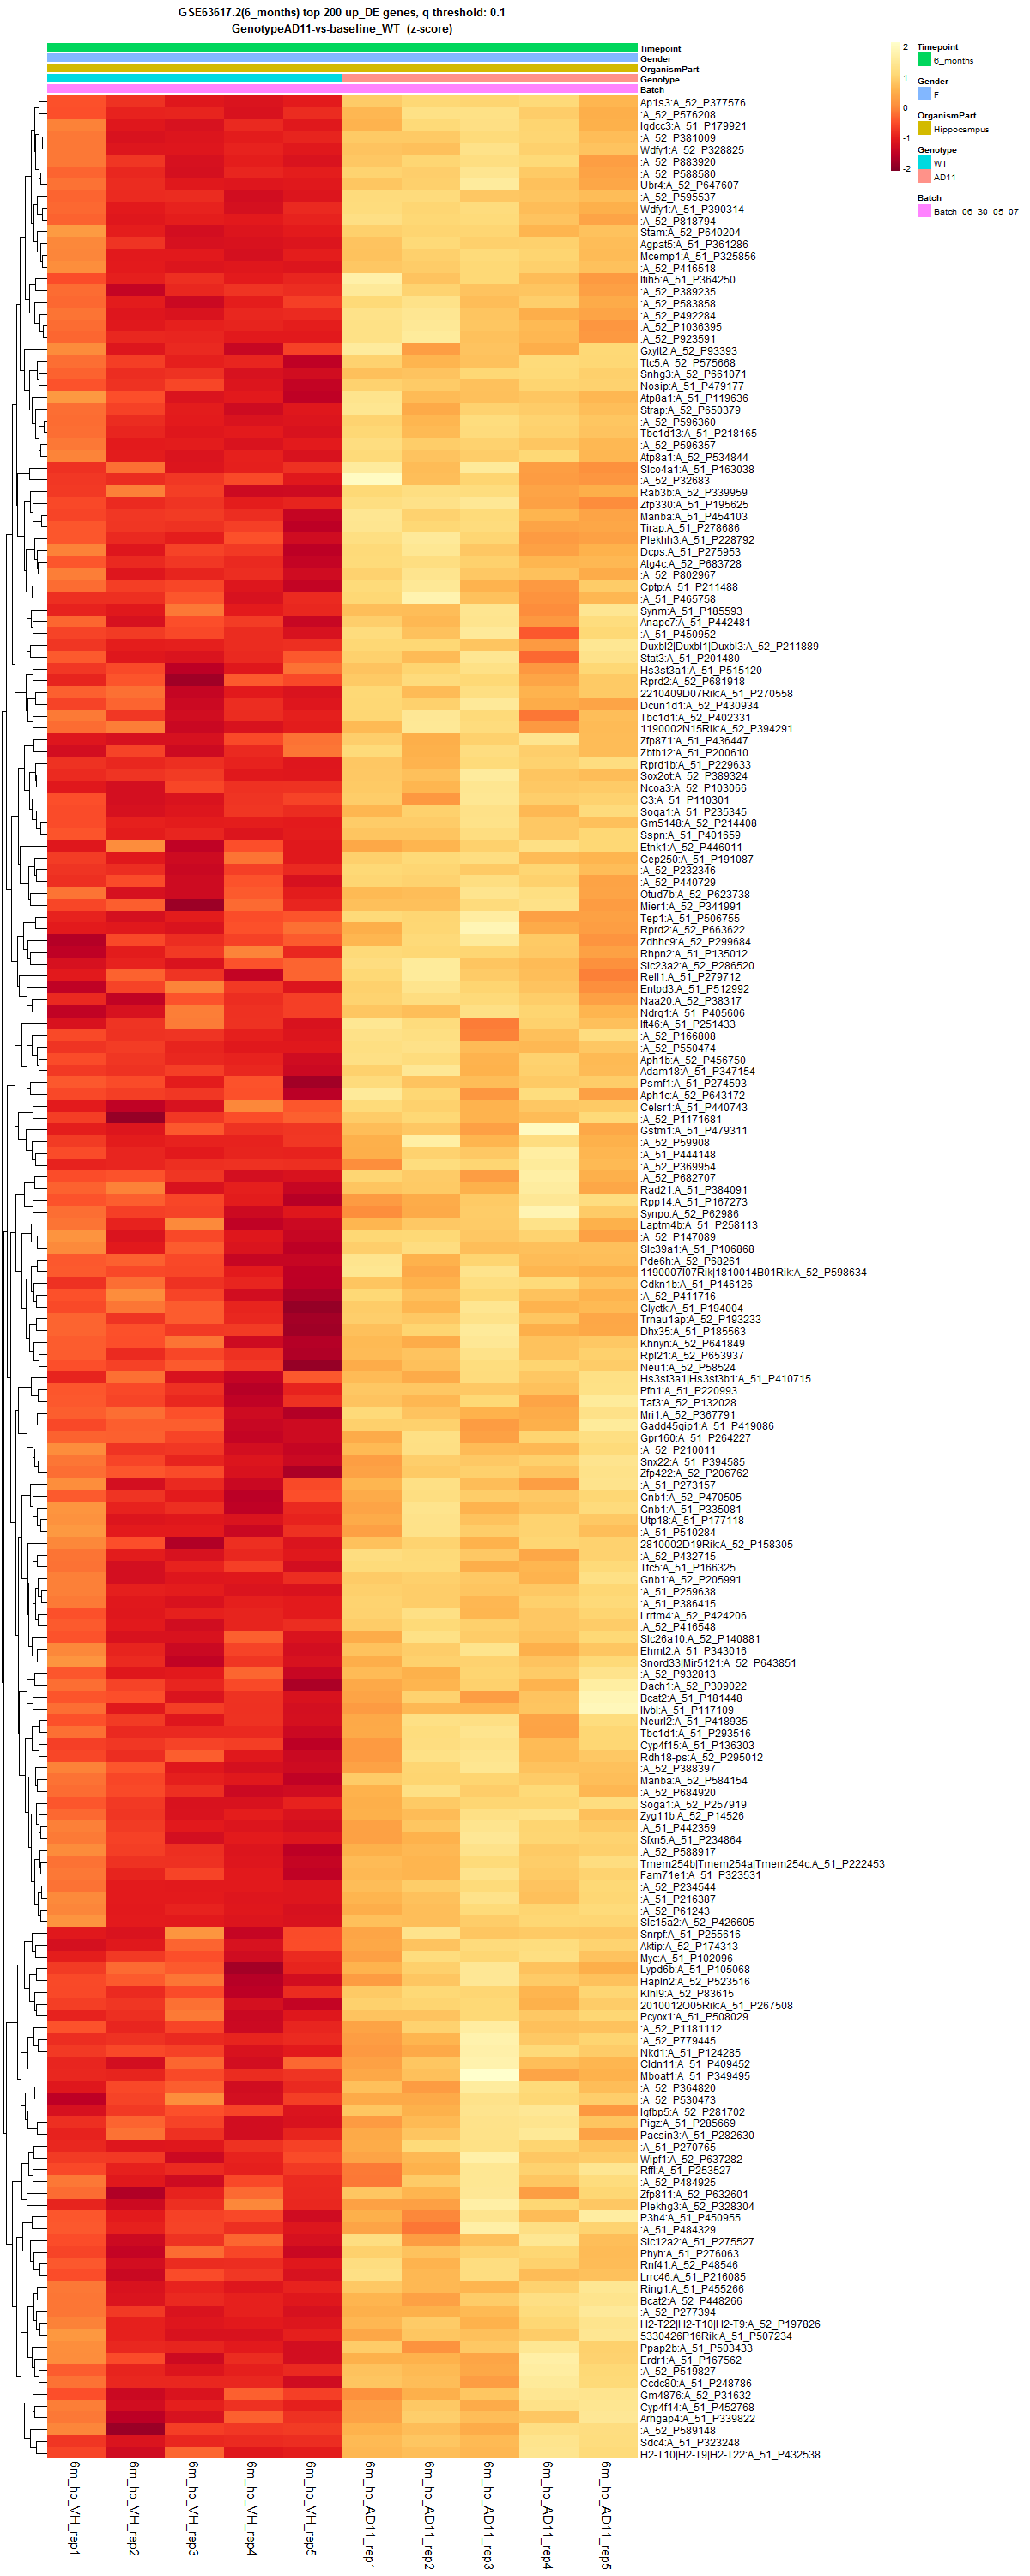 GSE63617.2(6_months) top 200 up_DE genes, q threshold: 0.1
GenotypeAD11-vs-baseline_WT (z-score)
Timepoint
Gender
OrganismPart
Genotype
Batch
2
1
0
-1
-2
Timepoint
6_months
Gender
F
OrganismPart
Hippocampus
Genotype
WT
AD11
Batch
Batch_06_30_05_07
Ap1s3:A_52_P377576
:A_52_P576208
Igdcc3:A_51_P179921
:A_52_P381009
Wdfy1:A_52_P328825
:A_52_P883920
:A_52_P588580
Ubr4:A_52_P647607
:A_52_P595537
Wdfy1:A_51_P390314
:A_52_P818794
Stam:A_52_P640204
Agpat5:A_51_P361286
Mcemp1:A_51_P325856
:A_52_P416518
Itih5:A_51_P364250
:A_52_P389235
:A_52_P583858
:A_52_P492284
:A_52_P1036395
:A_52_P923591
Gxylt2:A_52_P93393
Ttc5:A_52_P575668
Snhg3:A_52_P661071
Nosip:A_51_P479177
Atp8a1:A_51_P119636
Strap:A_52_P650379
:A_52_P596360
Tbc1d13:A_51_P218165
:A_52_P596357
Atp8a1:A_52_P534844
Slco4a1:A_51_P163038
:A_52_P32683
Rab3b:A_52_P339959
Zfp330:A_51_P195625
Manba:A_52_P454103
Tirap:A_51_P278686
Plekhh3:A_51_P228792
Dcps:A_51_P275953
Atg4c:A_52_P683728
:A_52_P802967
Cptp:A_51_P211488
:A_51_P465758
Synm:A_51_P185593
Anapc7:A_51_P442481
:A_51_P450952
Duxbl2|Duxbl1|Duxbl3:A_52_P211889
Stat3:A_51_P201480
Hs3st3a1:A_51_P515120
Rprd2:A_52_P681918
2210409D07Rik:A_51_P270558
Dcun1d1:A_52_P430934
Tbc1d1:A_52_P402331
1190002N15Rik:A_52_P394291
Zfp871:A_52_P436447
Zbtb12:A_51_P200610
Rprd1b:A_51_P229633
Sox2ot:A_52_P389324
Ncoa3:A_52_P103066
C3:A_51_P110301
Soga1:A_51_P235345
Gm5148:A_52_P214408
Sspn:A_51_P401659
Etnk1:A_52_P446011
Cep250:A_51_P191087
:A_52_P232346
:A_52_P440729
Otud7b:A_52_P623738
Mier1:A_52_P341991
Tep1:A_51_P506755
Rprd2:A_52_P663622
Zdhhc9:A_52_P299684
Rhpn2:A_51_P135012
Slc23a2:A_52_P286520
Rell1:A_51_P279712
Entpd3:A_51_P512992
Naa20:A_52_P38317
Ndrg1:A_51_P405606
Ift46:A_51_P251433
:A_52_P166808
:A_52_P550474
Aph1b:A_52_P456750
Adam18:A_51_P347154
Psmf1:A_51_P274593
Aph1c:A_52_P643172
Celsr1:A_51_P440743
:A_52_P1171681
Gstm1:A_51_P479311
:A_52_P59908
:A_51_P444148
:A_52_P369954
:A_52_P682707
Rad21:A_51_P384091
Rpp14:A_51_P167273
Synpo:A_52_P62986
Laptm4b:A_51_P258113
:A_52_P147089
Slc39a1:A_51_P106868
Pde6h:A_52_P68261
1190007I07Rik|1810014B01Rik:A_52_P598634
Cdkn1b:A_51_P146126
:A_52_P411716
Glyctk:A_51_P194004
Trnau1ap:A_52_P193233
Dhx35:A_51_P185563
Khnyn:A_52_P641849
Rpl21:A_52_P653937
Neu1:A_52_P58524
Hs3st3a1|Hs3st3b1:A_51_P410715
Pfn1:A_51_P220993
Taf3:A_52_P132028
Mri1:A_52_P367791
Gadd45gip1:A_51_P419086
Gpr160:A_51_P264227
:A_52_P210011
Snx22:A_51_P394585
Zfp422:A_52_P206762
:A_51_P273157
Gnb1:A_52_P470505
Gnb1:A_51_P335081
Utp18:A_51_P177118
:A_51_P510284
2810002D19Rik:A_52_P158305
:A_52_P432715
Ttc5:A_51_P166325
Gnb1:A_52_P205991
:A_51_P259638
:A_51_P386415
Lrrtm4:A_52_P424206
:A_52_P416548
Slc26a10:A_52_P140881
Ehmt2:A_51_P343016
Snord33|Mir5121:A_52_P643851
:A_52_P932813
Dach1:A_52_P309022
Bcat2:A_51_P181448
Ilvbl:A_51_P117109
Neurl2:A_51_P418935
Tbc1d1:A_51_P293516
Cyp4f15:A_51_P136303
Rdh18-ps:A_52_P295012
:A_52_P388397
Manba:A_52_P584154
:A_52_P684920
Soga1:A_52_P257919
Zyg11b:A_52_P14526
:A_51_P442359
Sfxn5:A_51_P234864
:A_52_P588917
Tmem254b|Tmem254a|Tmem254c:A_51_P222453
Fam71e1:A_51_P323531
:A_52_P234544
:A_51_P216387
:A_52_P61243
Slc15a2:A_52_P426605
Snrpf:A_51_P255616
Aktip:A_52_P174313
Myc:A_51_P102096
Lypd6b:A_51_P105068
Hapln2:A_52_P523516
Klhl9:A_52_P83615
2010012O05Rik:A_51_P267508
Pcyox1:A_51_P508029
:A_52_P1181112
:A_52_P779445
Nkd1:A_51_P124285
Cldn11:A_51_P409452
Mboat1:A_51_P349495
:A_52_P364820
:A_52_P530473
Igfbp5:A_52_P281702
Pigz:A_51_P285669
Pacsin3:A_51_P282630
:A_51_P270765
Wipf1:A_52_P637282
Rffl:A_51_P253527
:A_52_P484925
Zfp811:A_52_P632601
Plekhg3:A_52_P328304
P3h4:A_51_P450955
:A_51_P484329
Slc12a2:A_51_P275527
Phyh:A_51_P276063
Rnf41:A_52_P48546
Lrrc46:A_51_P216085
Ring1:A_51_P455266
Bcat2:A_52_P448266
:A_52_P277394
H2-T22|H2-T10|H2-T9:A_52_P197826
5330426P16Rik:A_51_P507234
Ppap2b:A_51_P503433
Erdr1:A_51_P167562
:A_52_P519827
Ccdc80:A_51_P248786
Gm4876:A_52_P31632
Cyp4f14:A_51_P452768
Arhgap4:A_51_P339822
:A_52_P589148
Sdc4:A_51_P323248
H2-T10|H2-T9|H2-T22:A_51_P432538
6m_hp_VH_rep1
6m_hp_VH_rep2
6m_hp_VH_rep3
6m_hp_VH_rep4
6m_hp_VH_rep5
6m_hp_AD11_rep1
6m_hp_AD11_rep2
6m_hp_AD11_rep3
6m_hp_AD11_rep4
6m_hp_AD11_rep5